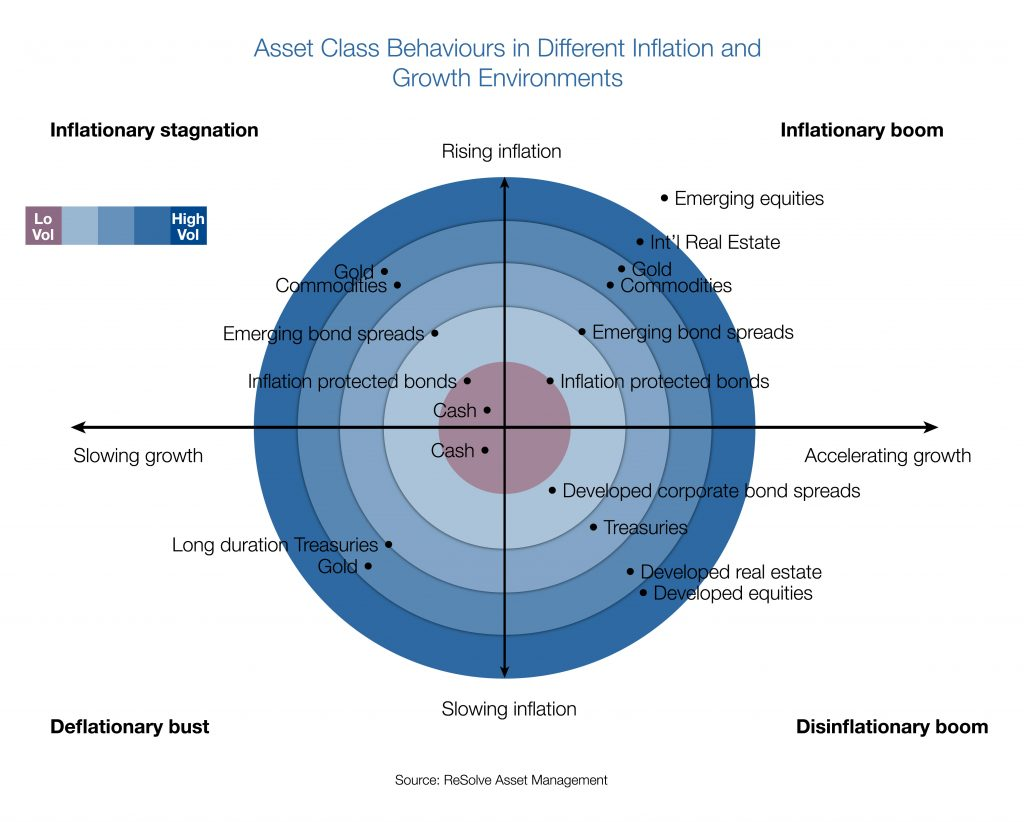 Asset Class Behaviours in Different Inflation and
Growth Environments
Inflationary stagnation
Inflationary boom
Rising inflation
Lo
Vol
High
Vol
Emerging equities
Int'l Real Estate
Gold
Gold
Commodities
Commodities
Emerging bond spreads
Emerging bond spreads
Inflation protected bonds
Inflation protected bonds
Cash
Cash
Slowing growth
Accelerating growth
Developed corporate bond spreads
Treasuries
Long duration Treasuries
Gold
Developed real estate
Developed equities
Slowing inflation
Deflationary bust
Disinflationary boom
Source: ReSolve Asset Management